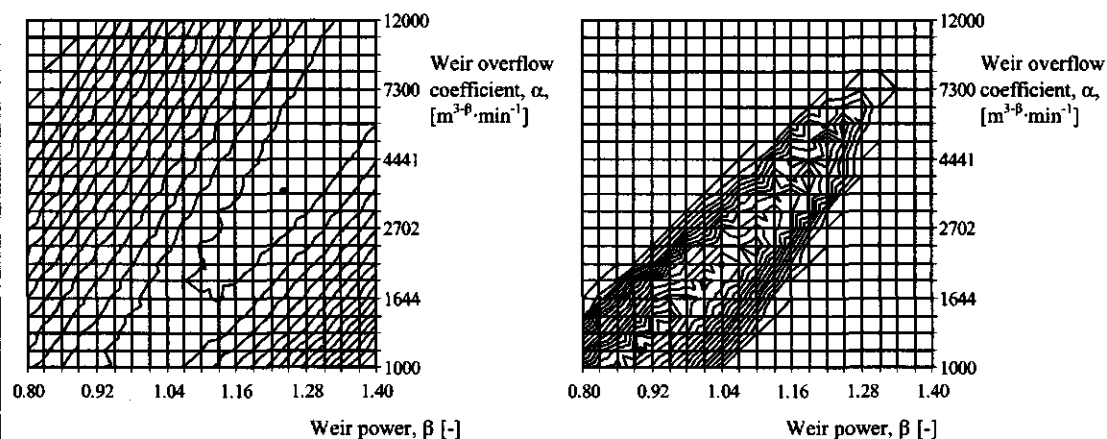 12000
Weir overflow
coefficient, α,
7300
[m³⁻ᵝ·min⁻¹]
4441
2702
1644
1000
0.80 0.92 1.04 1.16 1.28 1.40
Weir power, β [-]
12000
Weir overflow
coefficient, α,
7300
[m³⁻ᵝ·min⁻¹]
4441
2702
1644
1000
0.80 0.92 1.04 1.16 1.28 1.40
Weir power, β [-]